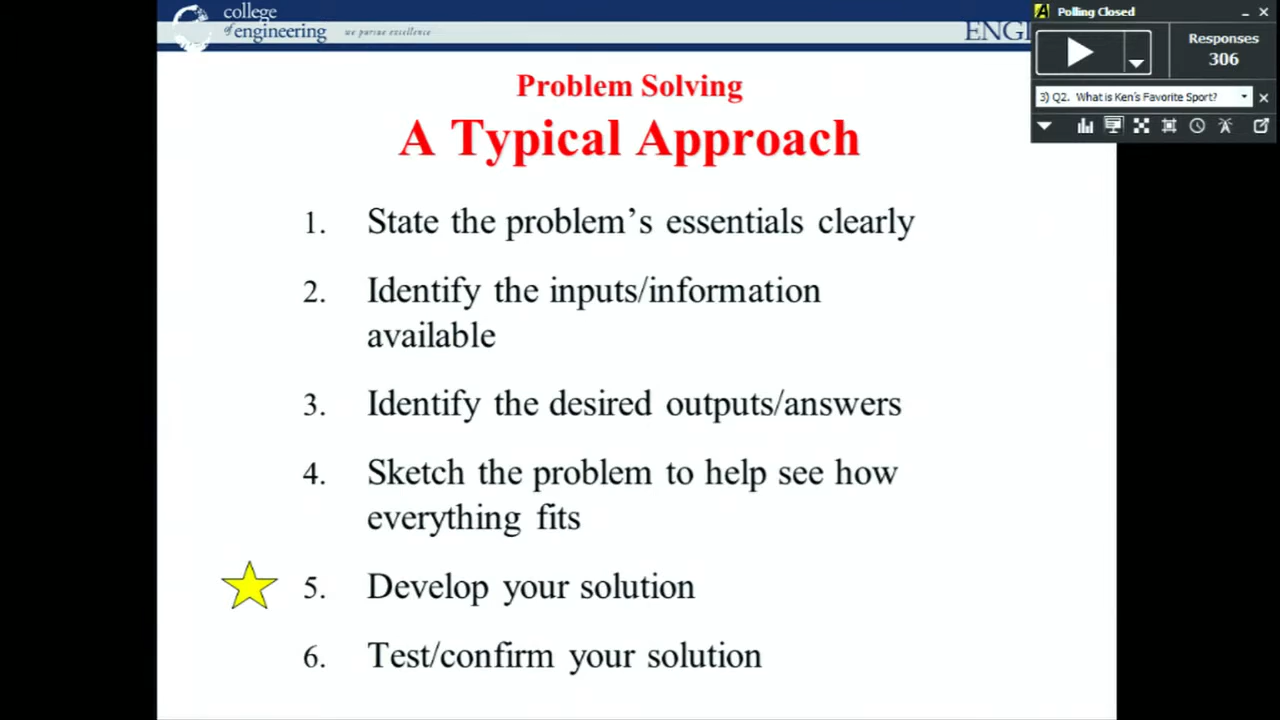 college
of engineering
we pursue excellence
ENGI
Polling Closed
Responses
306
3) Q2. What is Ken's Favorite Sport?
Problem Solving
A Typical Approach
1. State the problem’s essentials clearly
2. Identify the inputs/information
available
3. Identify the desired outputs/answers
4. Sketch the problem to help see how
everything fits
5. Develop your solution
6. Test/confirm your solution